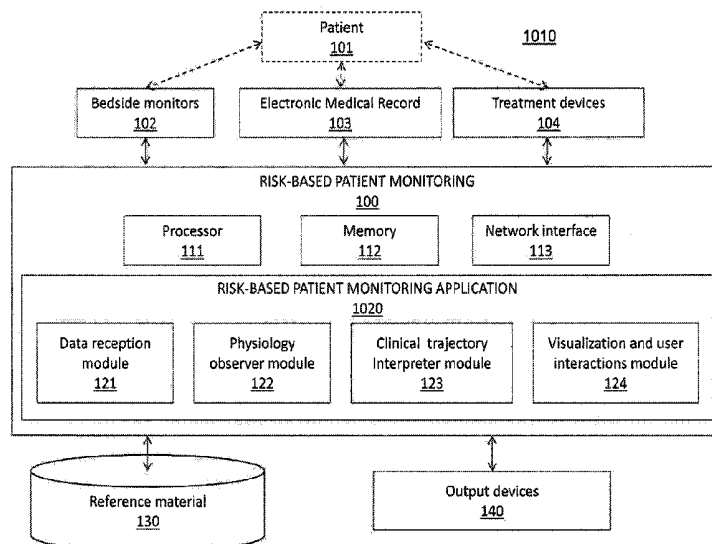 Patient
101
1010
Bedside monitors
102
Electronic Medical Record
103
Treatment devices
104
RISK-BASED PATIENT MONITORING
100
Processor
111
Memory
112
Network interface
113
RISK-BASED PATIENT MONITORING APPLICATION
1020
Data reception
module
121
Physiology
observer module
122
Clinical trajectory
Interpreter module
123
Visualization and user
interactions module
124
Reference material
130
Output devices
140